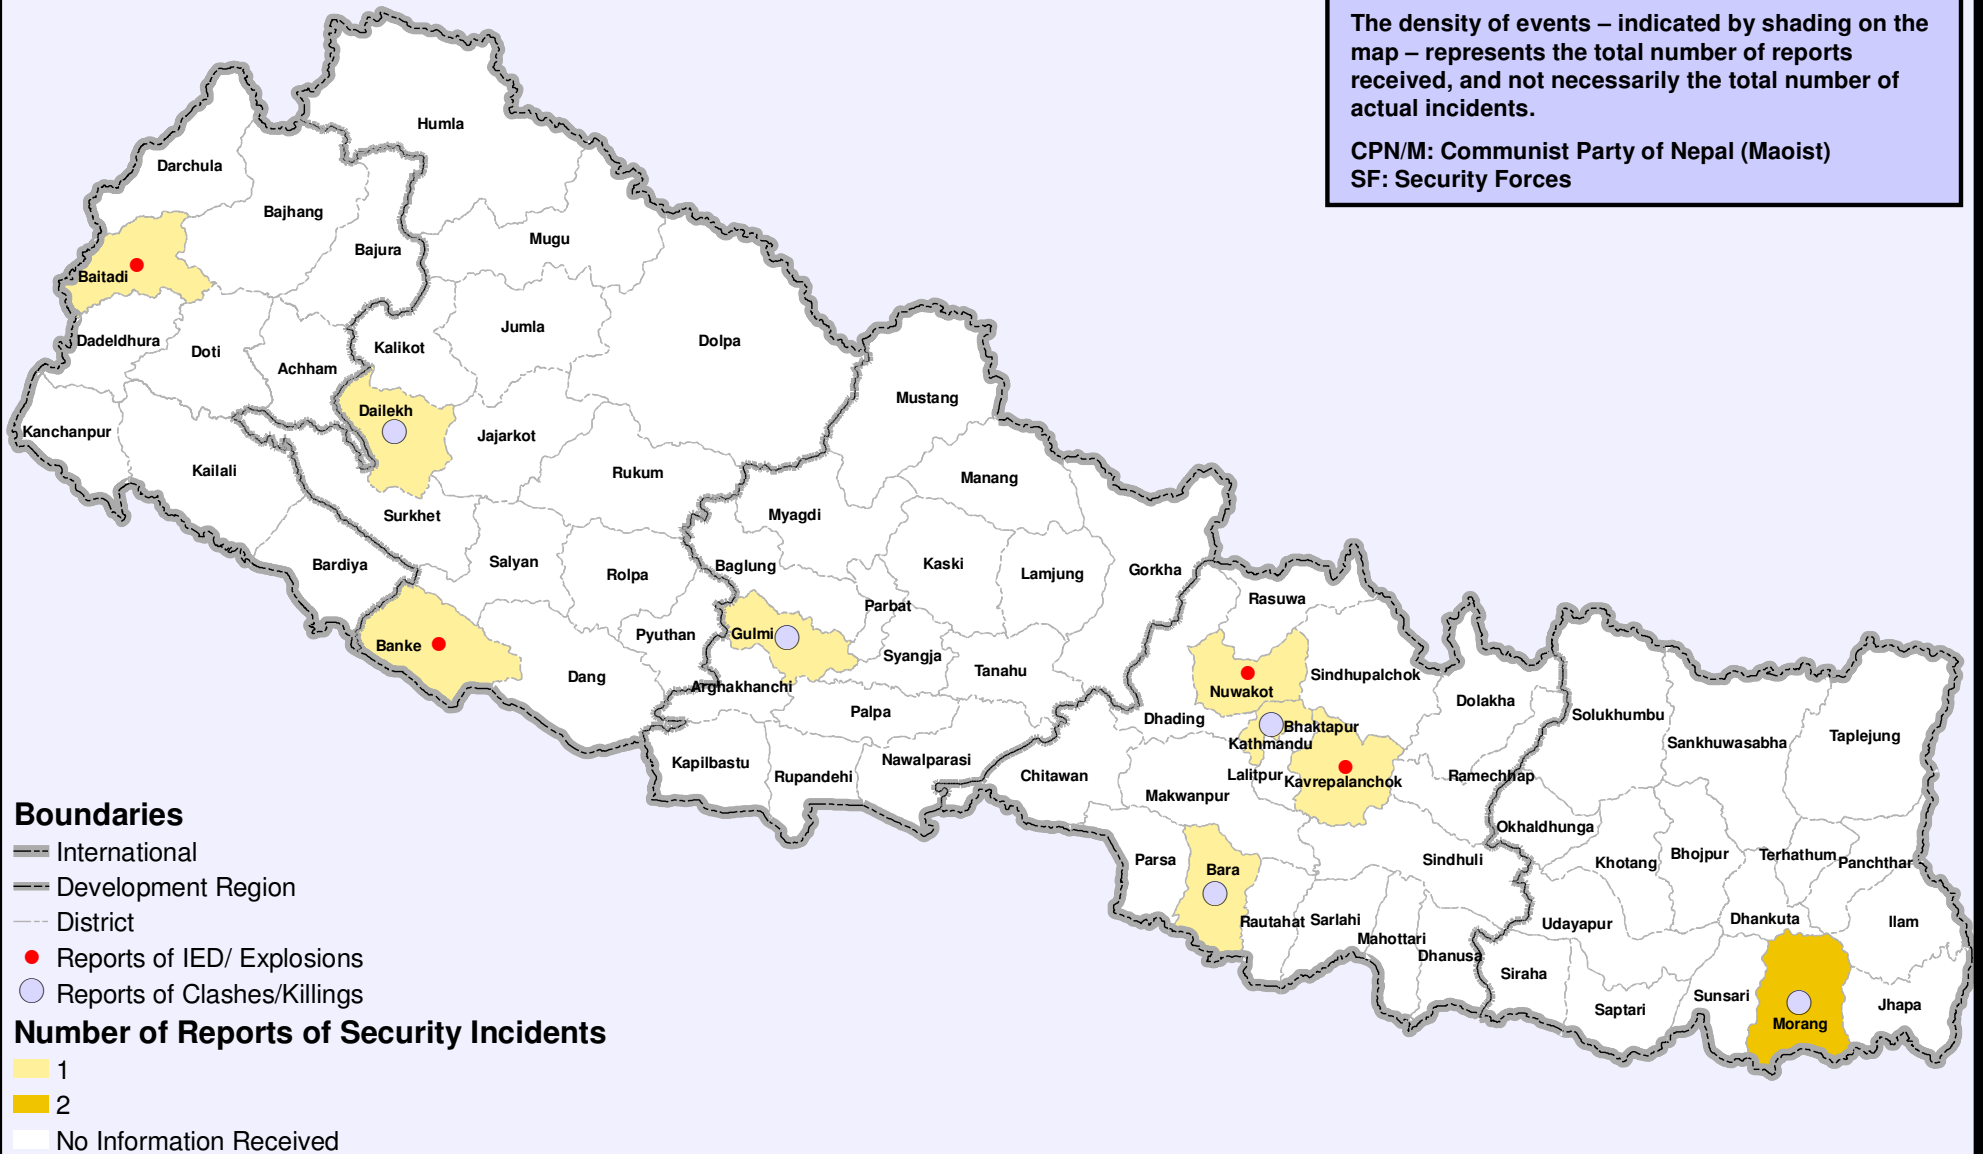 The density of events – indicated by shading on the
map – represents the total number of reports
received, and not necessarily the total number of
actual incidents.
CPN/M: Communist Party of Nepal (Maoist)
SF: Security Forces
Humla
Darchula
Bajhang
Mugu
Bajura
Baitadi
Jumla
Dadeldhura
Dolpa
Kalikot
Doti
Achham
Mustang
Dailekh
Kanchanpur
Jajarkot
Kailali
Rukum
Manang
Surkhet
Myagdi
Salyan
Kaski
Bardiya
Baglung
Gorkha
Rolpa
Lamjung
Rasuwa
Parbat
Gulmi
Pyuthan
Banke
Syangja
Tanahu
Sindhupalchok
Dang
Arghakhanchi
Nuwakot
Dolakha
Palpa
Solukhumbu
Dhading
Bhaktapur
Taplejung
Sankhuwasabha
Kathmandu
Nawalparasi
Kapilbastu
Lalitpur
Chitawan
Ramechhap
Rupandehi
Kavrepalanchok
Makwanpur
Okhaldhunga
Bhojpur
Terhathum
Parsa
Sindhuli
Khotang
Panchthar
Bara
Dhankuta
Rautahat
Sarlahi
Udayapur
Ilam
Mahottari
Dhanusa
Siraha
Sunsari
Jhapa
Saptari
Morang
Boundaries
International
Development Region
District
Reports of IED/ Explosions
Reports of Clashes/Killings
Number of Reports of Security Incidents
1
2
No Information Received